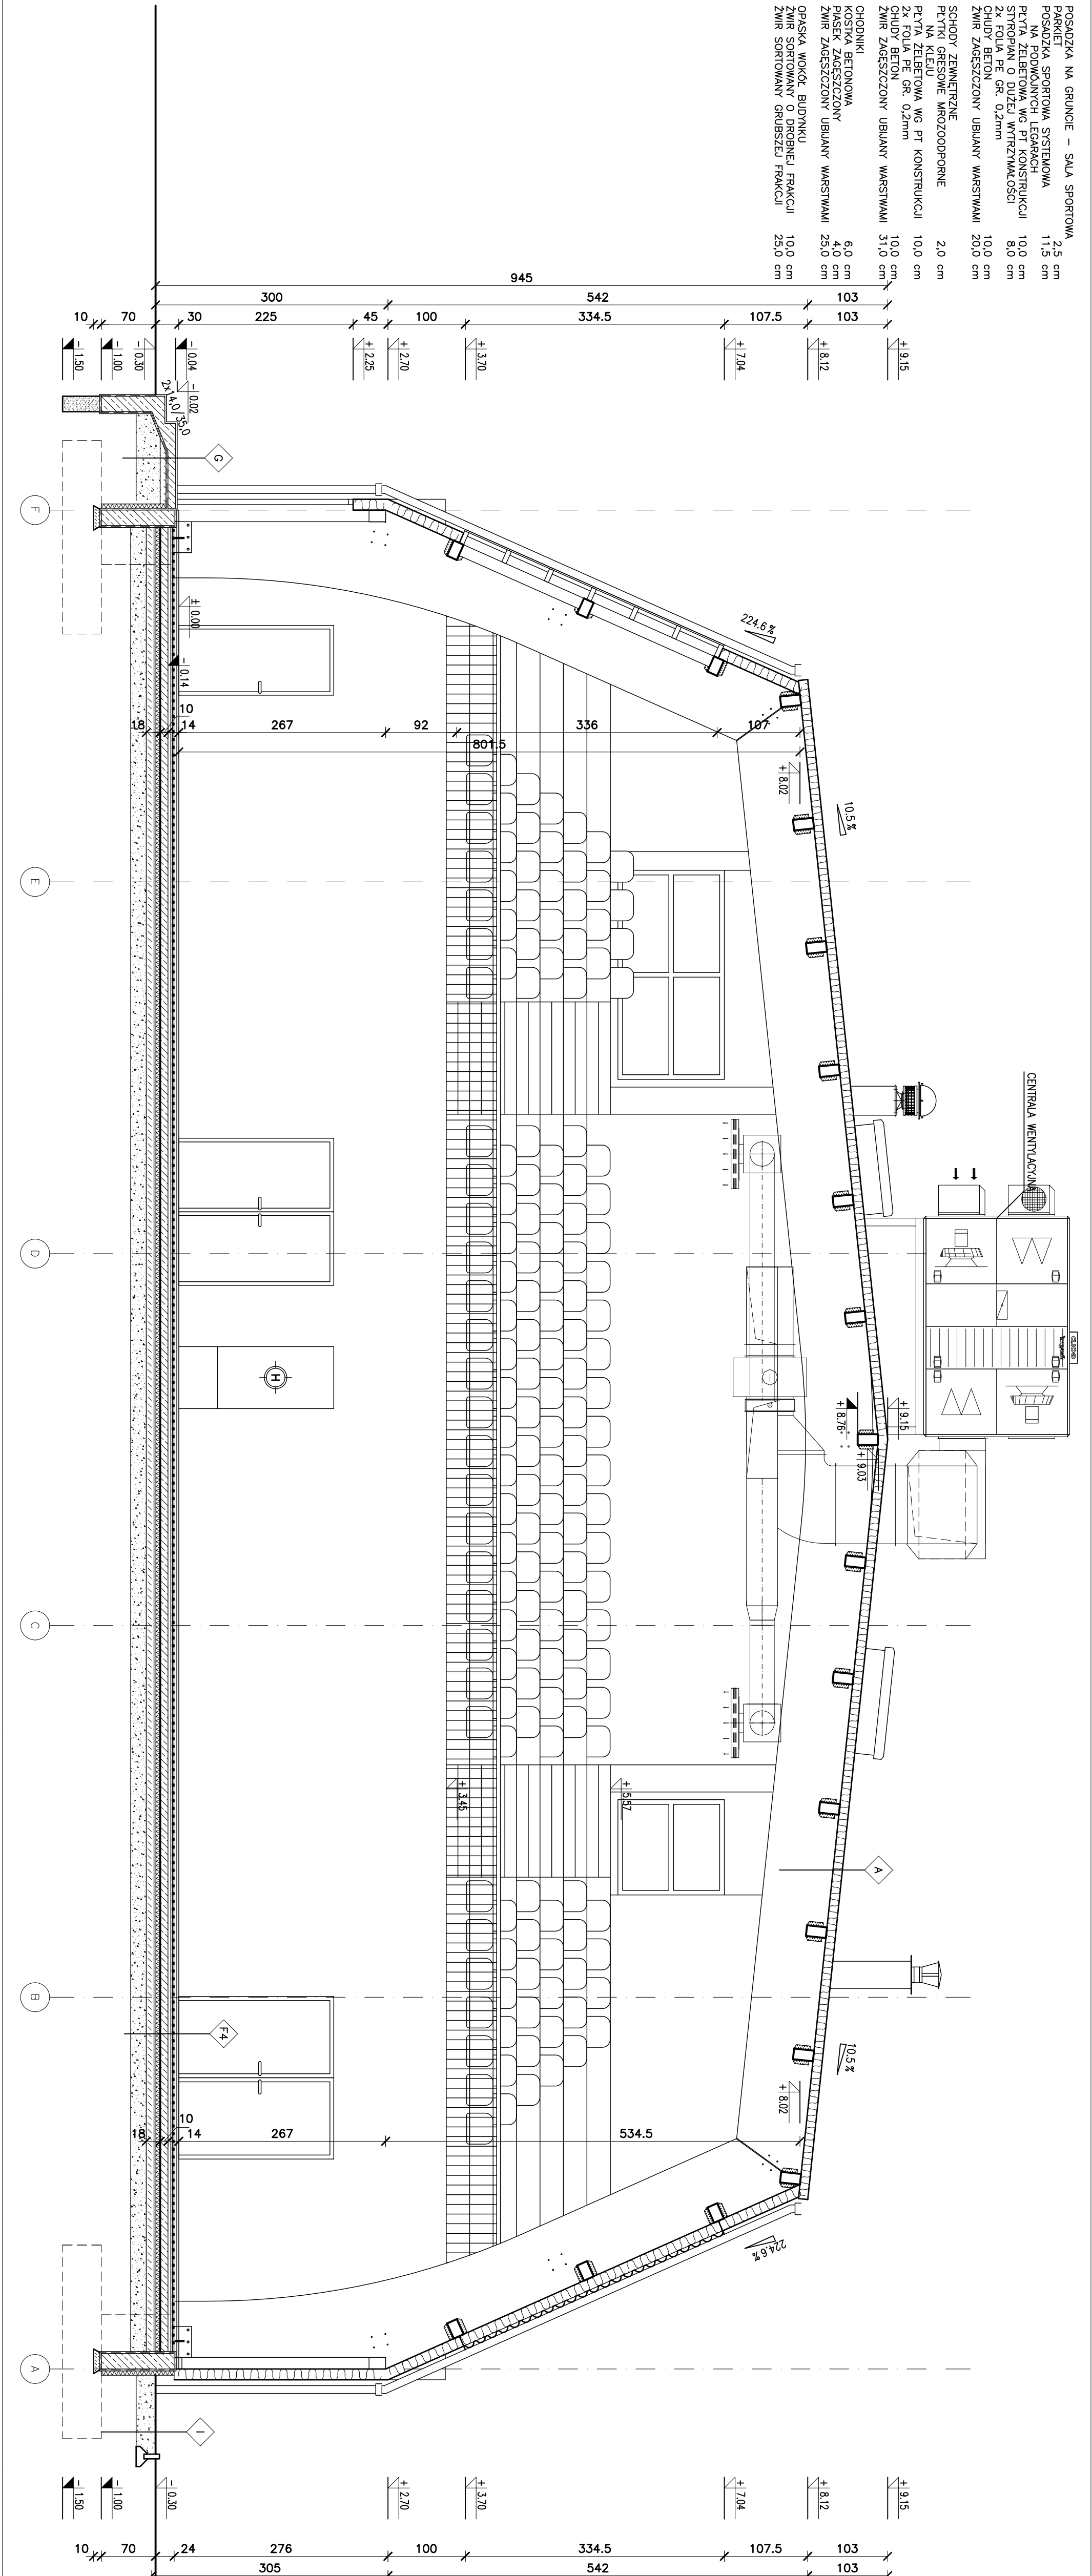 POSADZKA NA GRUNCIE – SALA SPORTOWA
PARKIET 2,5 cm
POSADZKA SPORTOWA SYSTEMOWA
NA PODWÓJNYCH LEGARACH 11,5 cm
PŁYTA ŻELBETOWA WG PT KONSTRUKCJI 10,0 cm
STYROPIAN O DUŻEJ WYTRZYMAŁOŚCI 8,0 cm
2x FOLIA PE GR. 0,2mm
CHUDY BETON 10,0 cm
ŻWIR ZAGĘSZCZONY UBIJANY WARSTWAMI 20,0 cm
SCHODY ZEWNĘTRZNE
PŁYTKI GRESOWE MROZOODPORNE
NA KLEJU 2,0 cm
PŁYTA ŻELBETOWA WG PT KONSTRUKCJI 10,0 cm
2x FOLIA PE GR. 0,2mm
CHUDY BETON 10,0 cm
ŻWIR ZAGĘSZCZONY UBIJANY WARSTWAMI 31,0 cm
CHODNIKI
KOSTKA BETONOWA 6,0 cm
PIASEK ZAGĘSZCZONY 4,0 cm
ŻWIR ZAGĘSZCZONY UBIJANY WARSTWAMI 25,0 cm
OPASKA WOKÓŁ BUDYNKU
ŻWIR SORTOWANY O DROBNEJ FRAKCJI 10,0 cm
ŻWIR SORTOWANY GRUBSZEJ FRAKCJI 25,0 cm
945
300 542 103
10 70 30 225 45 100 334.5 107.5 103
- 1.50
- 1.00
- 0.30
- 0.04
+ 2.25
+ 2.70
+ 3.70
+ 7.04
+ 8.12
+ 9.15
- 0.02
2x14,0/35,0
G
F
± 0.00
- 0.14
224.6%
18 10 14 267 92 336 107
801.5
+ 8.02
10.5%
E
CENTRALA WENTYLACYJNA
D
H
+ 9.15
+ 8.76
+ 9.03
C
+ 3.45
+ 5.57
A
B
F4
10.5%
+ 8.02
18 10 14 267 534.5
224.6%
A
I
- 1.50
- 1.00
- 0.30
+ 2.70
+ 3.70
+ 7.04
+ 8.12
+ 9.15
10 70 24 276 100 334.5 107.5 103
305 542 103